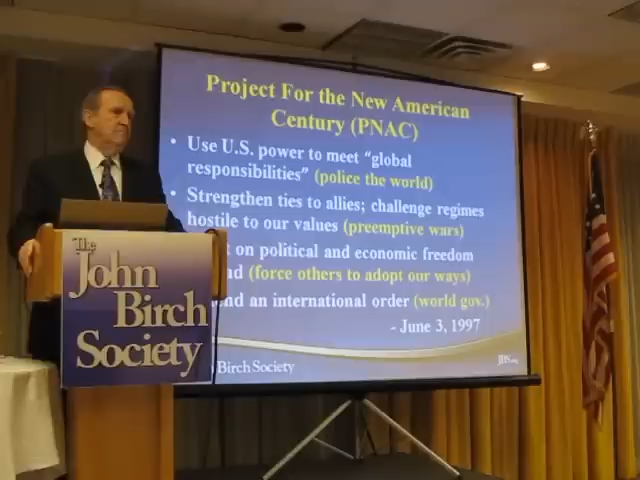 Project For the New American
Century (PNAC)
• Use U.S. power to meet “global
responsibilities” (police the world)
• Strengthen ties to allies; challenge regimes
hostile to our values (preemptive wars)
on political and economic freedom
(force others to adopt our ways)
an international order (world gov.)
- June 3, 1997
Birch Society
JBS.org
The
John
Birch
Society